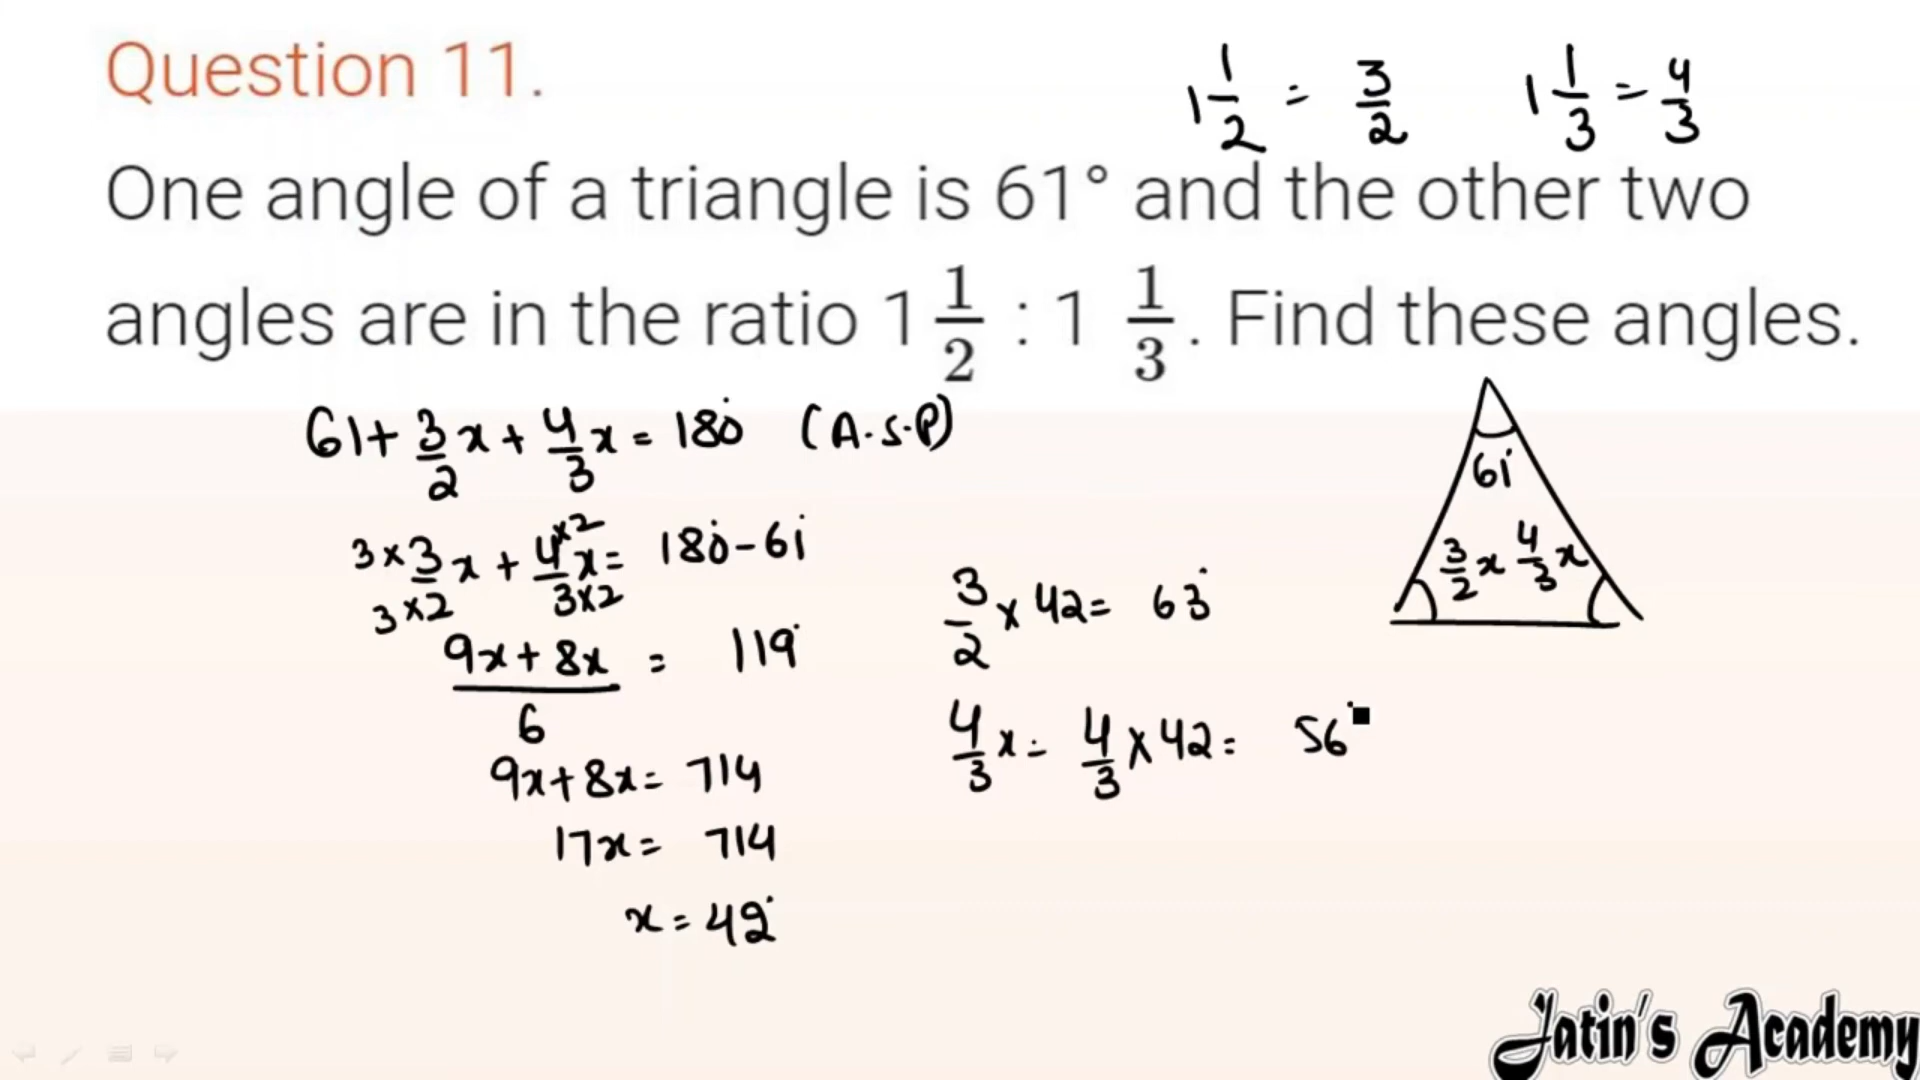 Question 11.
1 1/2 = 3/2
1 1/3 = 4/3
One angle of a triangle is 61° and the other two
angles are in the ratio 1 1/2 : 1 1/3. Find these angles.
61 + 3/2 x + 4/3 x = 180° (A.S.P)
3×3/3×2 x + 4×2/3×2 x = 180° - 61°
9x + 8x/6 = 119°
9x + 8x = 714
17x = 714
x = 42°
3/2 × 42 = 63°
4/3 x = 4/3 × 42 = 56°
61°
3/2 x 4/3 x
Jatin's Academy